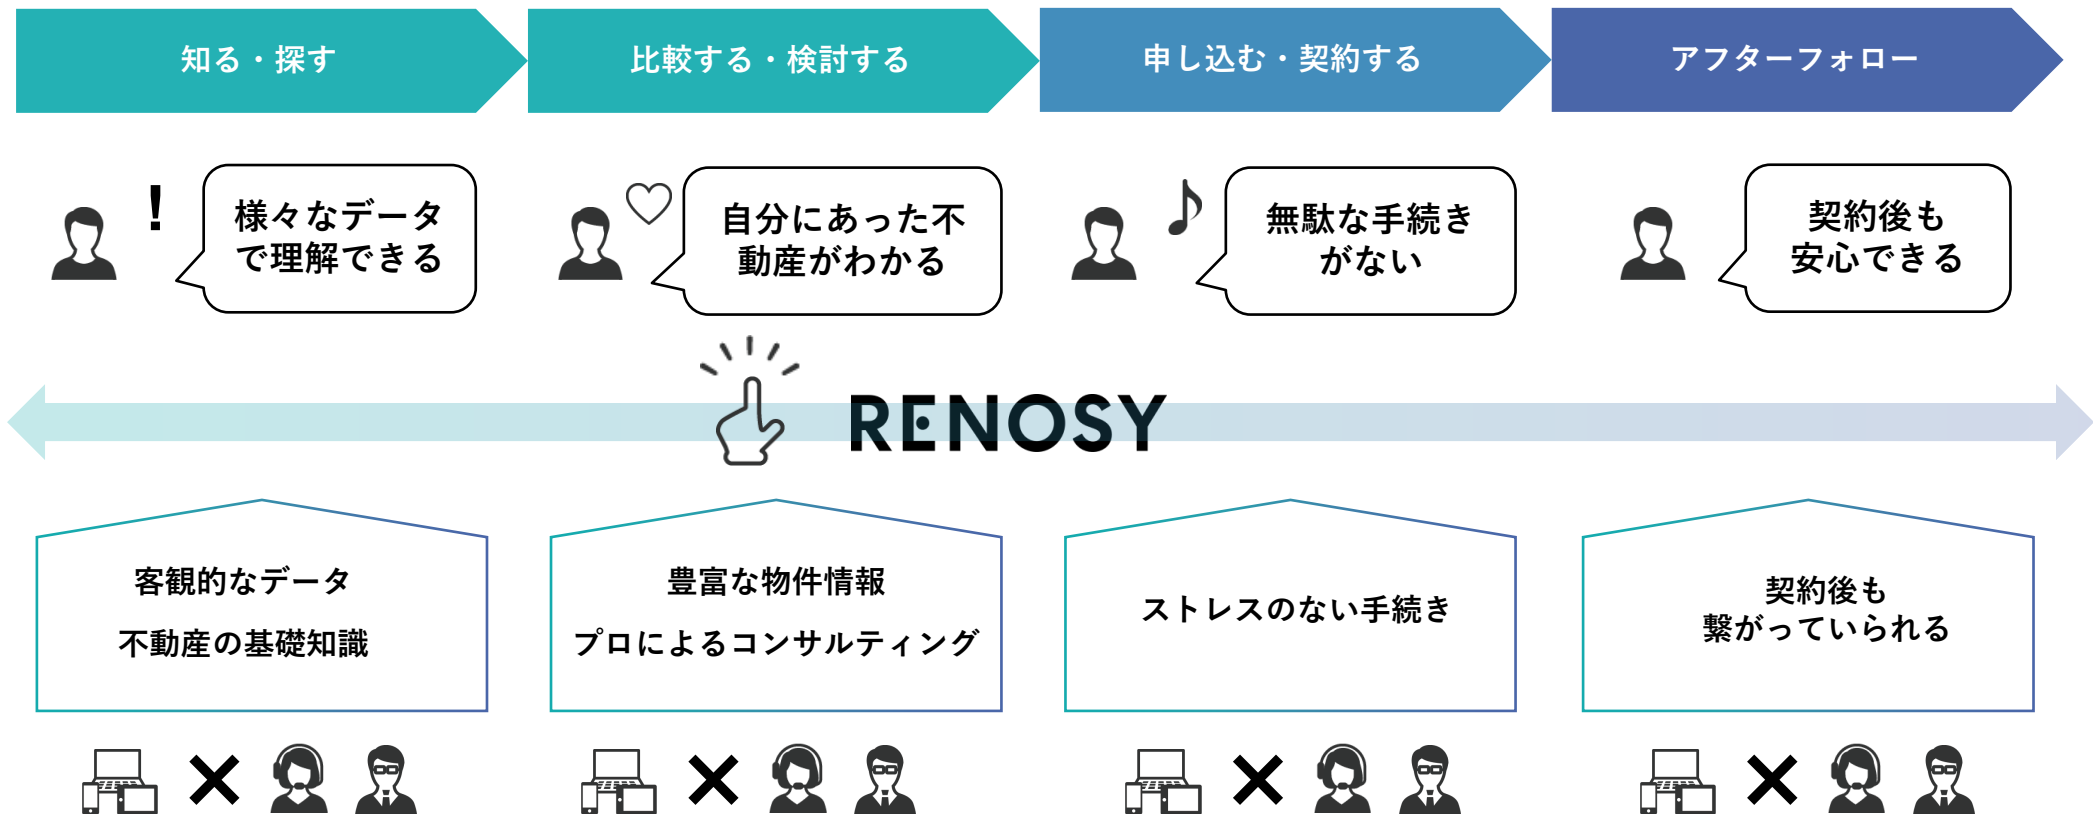 知る・探す
比較する・検討する
申し込む・契約する
アフターフォロー
!
様々なデータ
で理解できる
自分にあった不
動産がわかる
無駄な手続き
がない
契約後も
安心できる
RENOSY
客観的なデータ
不動産の基礎知識
豊富な物件情報
プロによるコンサルティング
ストレスのない手続き
契約後も
繋がっていられる